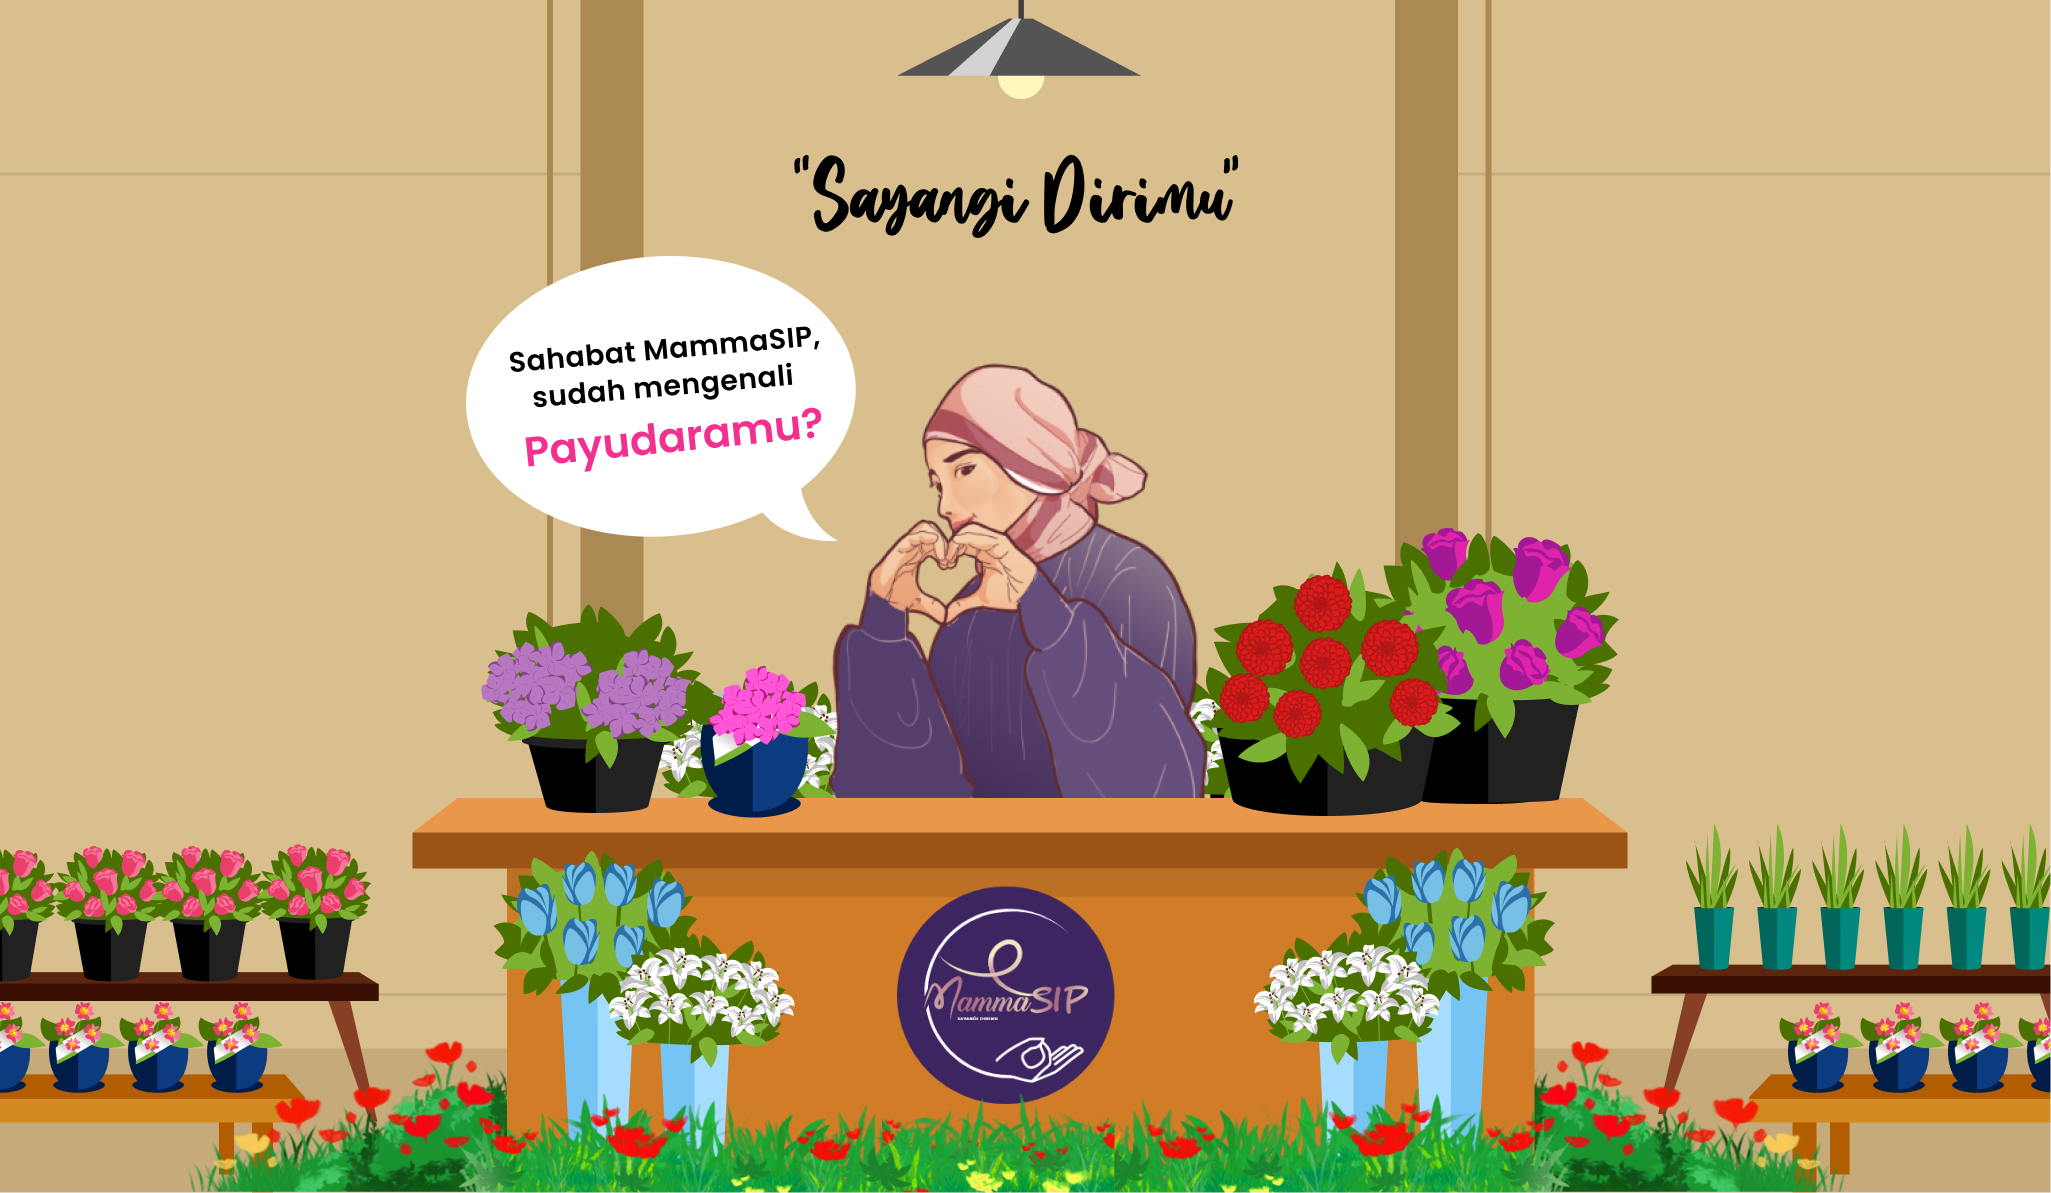 "Sayangi Dirimu"
Sahabat MammaSIP,
sudah mengenali
Payudaramu?
MammaSIP